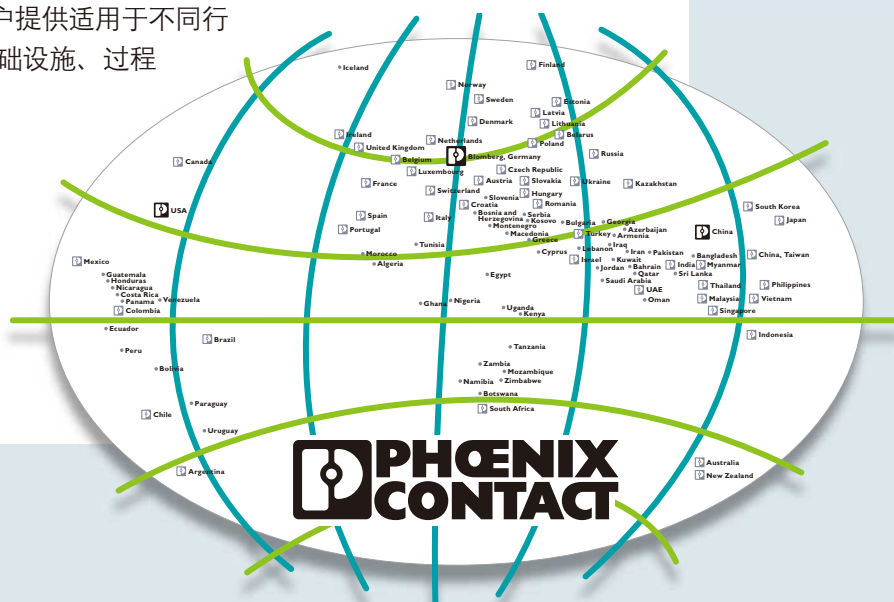 户提供适用于不同行
础设施、过程
Iceland
Finland
Norway
Sweden
Estonia
Latvia
Denmark
Lithuania
Ireland
Belarus
Netherlands
United Kingdom
Poland
Belgium
Blomberg, Germany
Russia
Canada
Luxembourg
Czech Republic
France
Austria
Slovakia
Ukraine
Kazakhstan
Switzerland
Hungary
Slovenia
Croatia
Romania
USA
Spain
Italy
Bosnia and
Herzegovina
Serbia
Kosovo
Bulgaria
Georgia
South Korea
Japan
Portugal
Montenegro
Macedonia
Greece
Turkey
Azerbaijan
Armenia
China
Tunisia
Morocco
Algeria
Cyprus
Lebanon
Israel
Iraq
Iran
Pakistan
Kuwait
Bangladesh
China, Taiwan
Mexico
Jordan
Bahrain
India
Myanmar
Guatemala
Honduras
Nicaragua
Costa Rica
Panama
Venezuela
Colombia
Egypt
Qatar
Sri Lanka
Saudi Arabia
UAE
Oman
Thailand
Philippines
Malaysia
Vietnam
Singapore
Ghana
Nigeria
Uganda
Kenya
Ecuador
Brazil
Indonesia
Peru
Tanzania
Bolivia
Zambia
Mozambique
Namibia
Zimbabwe
Botswana
Paraguay
Chile
South Africa
Uruguay
Argentina
Australia
New Zealand
PHŒNIX
CONTACT